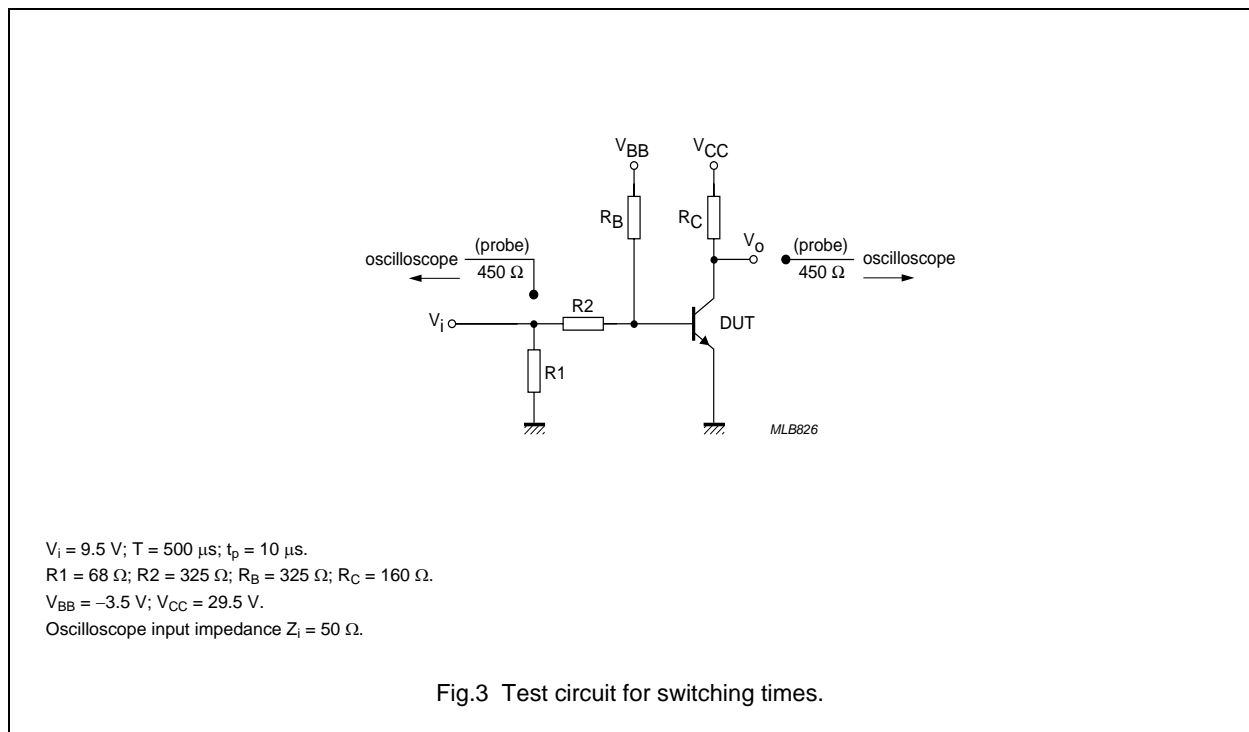 V_BB V_CC
R_B R_C
V_o
(probe) (probe)
oscilloscope oscilloscope
450 Ω 450 Ω
R2
V_i DUT
R1
MLB826
V_i = 9.5 V; T = 500 μs; t_p = 10 μs.
R1 = 68 Ω; R2 = 325 Ω; R_B = 325 Ω; R_C = 160 Ω.
V_BB = −3.5 V; V_CC = 29.5 V.
Oscilloscope input impedance Z_i = 50 Ω.
Fig.3 Test circuit for switching times.